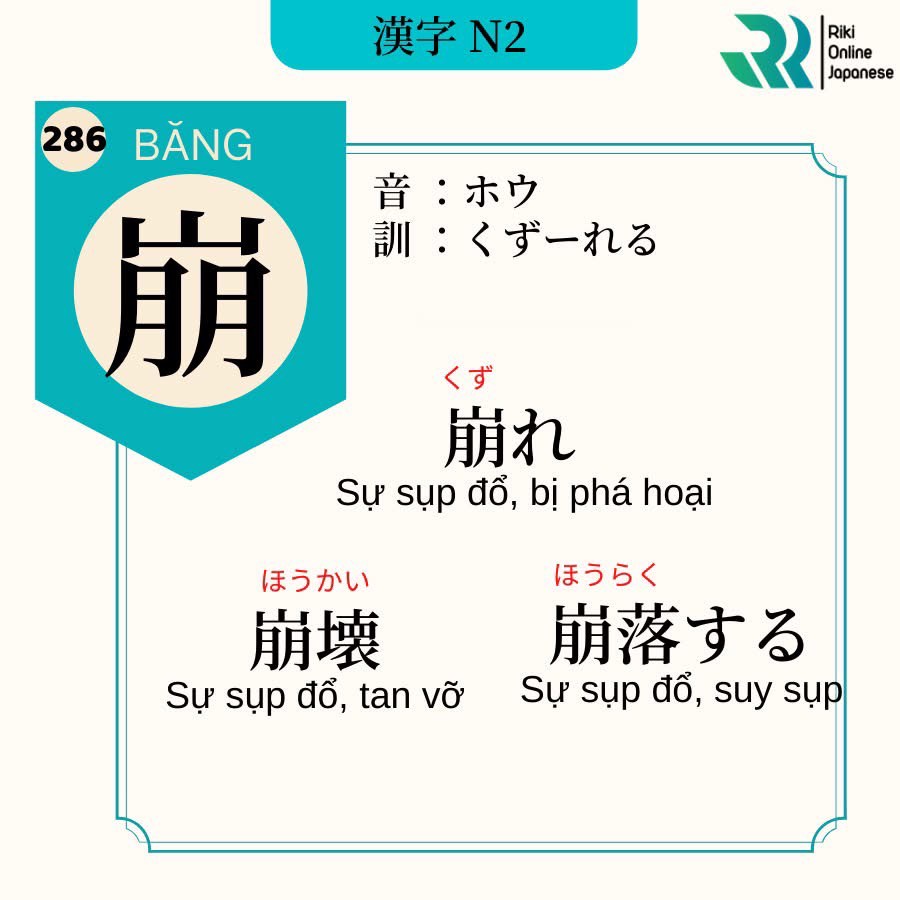 漢字 N2
Riki
Online
Japanese
286
BĂNG
崩
音 ：ホウ
訓 ：くずーれる
くず
崩れ
Sự sụp đổ, bị phá hoại
ほうかい
崩壊
Sự sụp đổ, tan vỡ
ほうらく
崩落する
Sự sụp đổ, suy sụp